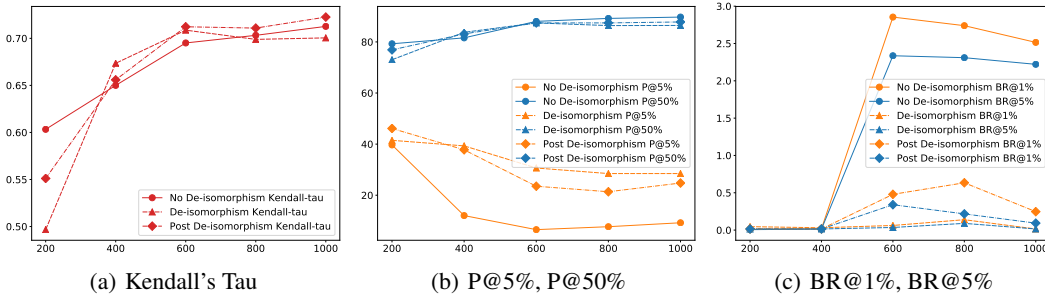 0.70
0.65
0.60
0.55
0.50
200 400 600 800 1000
No De-isomorphism Kendall-tau
De-isomorphism Kendall-tau
Post De-isomorphism Kendall-tau
(a) Kendall's Tau
80
60
40
20
200 400 600 800 1000
No De-isomorphism P@5%
No De-isomorphism P@50%
De-isomorphism P@5%
De-isomorphism P@50%
Post De-isomorphism P@5%
Post De-isomorphism P@50%
(b) P@5%, P@50%
3.0
2.5
2.0
1.5
1.0
0.5
0.0
200 400 600 800 1000
No De-isomorphism BR@1%
No De-isomorphism BR@5%
De-isomorphism BR@1%
De-isomorphism BR@5%
Post De-isomorphism BR@1%
Post De-isomorphism BR@1%
(c) BR@1%, BR@5%